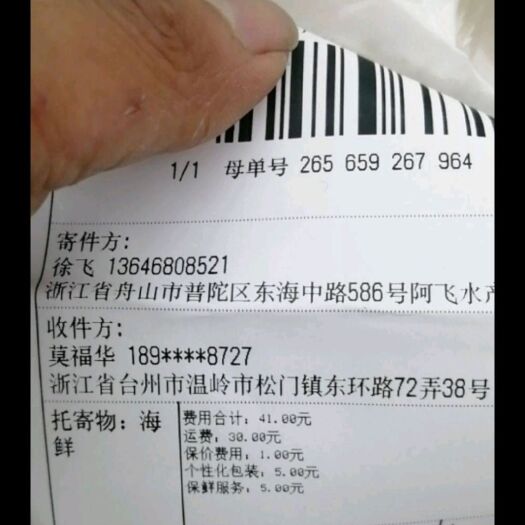 1/1 母单号 265 659 267 964
寄件方:
徐飞 13646808521
浙江省舟山市普陀区东海中路586号阿飞水产
收件方:
莫福华 189****8727
浙江省台州市温岭市松门镇东环路72弄38号
托寄物：海鲜
费用合计: 41.00元
运费: 30.00元
保价费用: 1.00元
个性化包装: 5.00元
保鲜服务: 5.00元